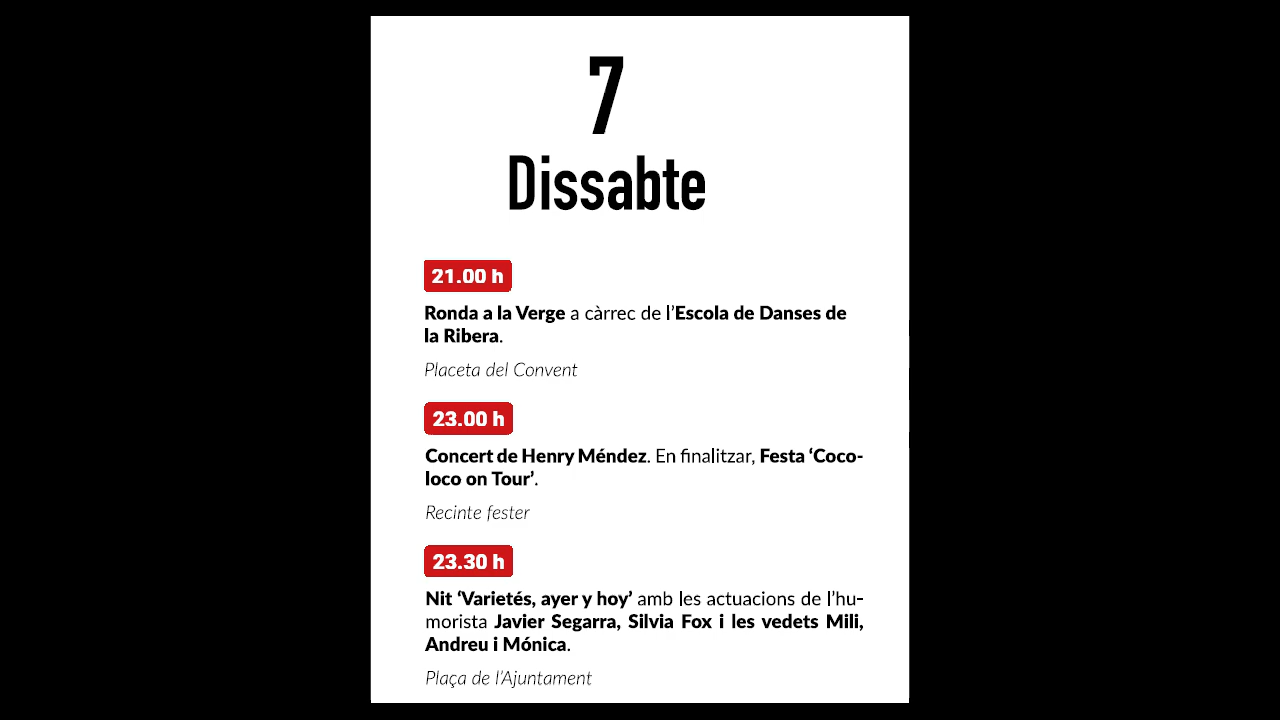 7
Dissabte
21.00 h
Ronda a la Verge a càrrec de l’Escola de Danses de
la Ribera.
Placeta del Convent
23.00 h
Concert de Henry Méndez. En finalitzar, Festa ‘Coco-
loco on Tour’.
Recinte fester
23.30 h
Nit ‘Varietés, ayer y hoy’ amb les actuacions de l’hu-
morista Javier Segarra, Silvia Fox i les vedets Mili,
Andreu i Mónica.
Plaça de l’Ajuntament